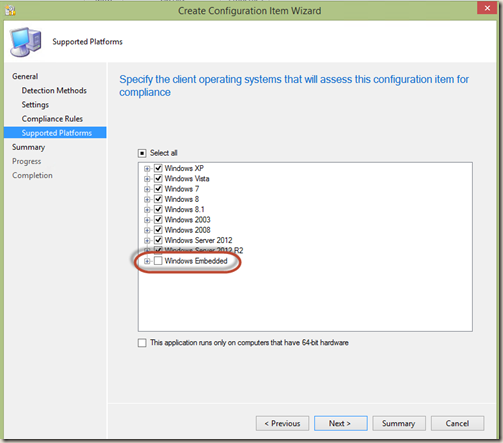 Create Configuration Item Wizard
Supported Platforms
General
Detection Methods
Settings
Compliance Rules
Supported Platforms
Summary
Progress
Completion
Specify the client operating systems that will assess this configuration item for
compliance
Select all
Windows XP
Windows Vista
Windows 7
Windows 8
Windows 8.1
Windows 2003
Windows 2008
Windows Server 2012
Windows Server 2012 R2
Windows Embedded
This application runs only on computers that have 64-bit hardware
< Previous
Next >
Summary
Cancel